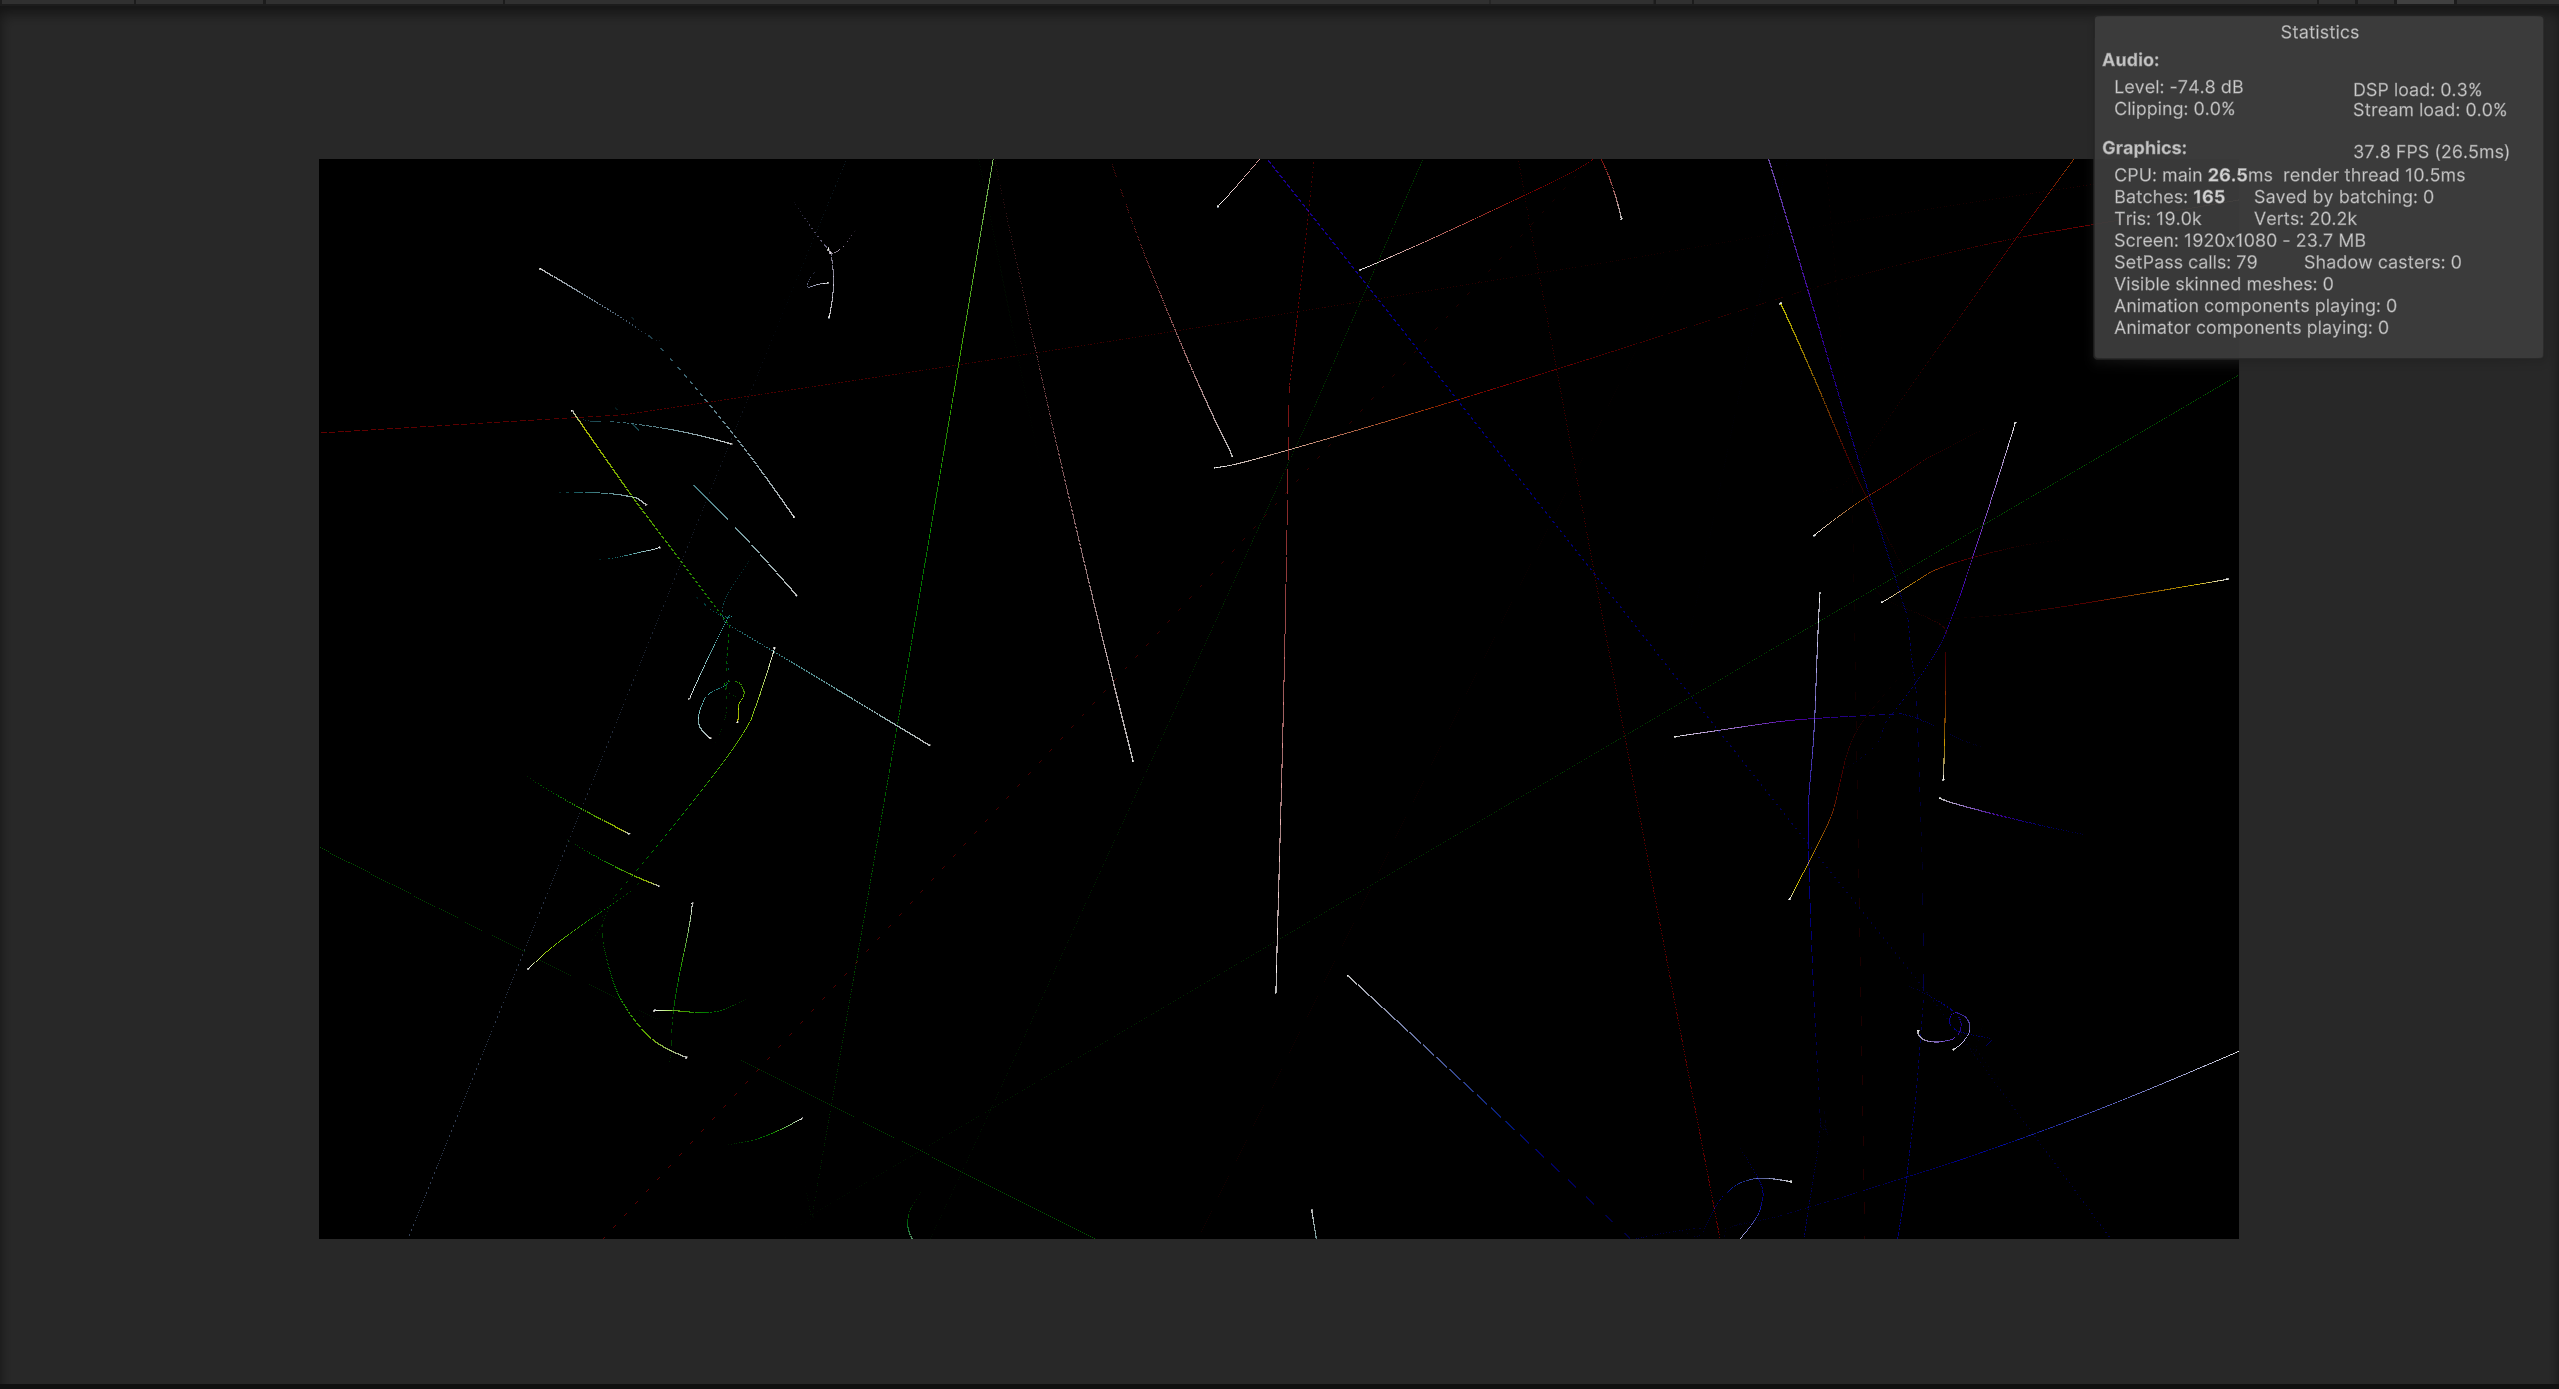 Statistics
Audio:
Level: -74.8 dB DSP load: 0.3%
Clipping: 0.0% Stream load: 0.0%
Graphics: 37.8 FPS (26.5ms)
CPU: main 26.5ms render thread 10.5ms
Batches: 165 Saved by batching: 0
Tris: 19.0k Verts: 20.2k
Screen: 1920x1080 - 23.7 MB
SetPass calls: 79 Shadow casters: 0
Visible skinned meshes: 0
Animation components playing: 0
Animator components playing: 0